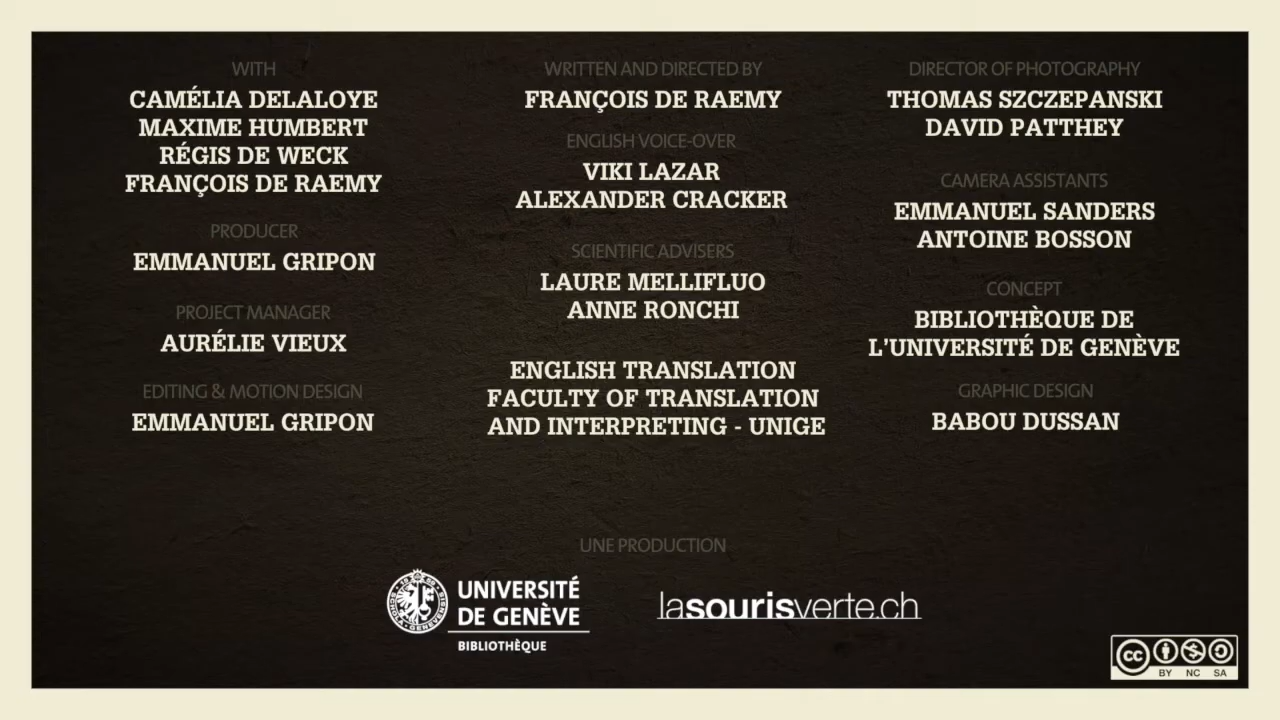 WITH
CAMÉLIA DELALOYE
MAXIME HUMBERT
RÉGIS DE WECK
FRANÇOIS DE RAEMY
PRODUCER
EMMANUEL GRIPON
PROJECT MANAGER
AURÉLIE VIEUX
EDITING & MOTION DESIGN
EMMANUEL GRIPON
WRITTEN AND DIRECTED BY
FRANÇOIS DE RAEMY
ENGLISH VOICE-OVER
VIKI LAZAR
ALEXANDER CRACKER
SCIENTIFIC ADVISERS
LAURE MELLIFLUO
ANNE RONCHI
ENGLISH TRANSLATION
FACULTY OF TRANSLATION
AND INTERPRETING - UNIGE
DIRECTOR OF PHOTOGRAPHY
THOMAS SZCZEPANSKI
DAVID PATTHEY
CAMERA ASSISTANTS
EMMANUEL SANDERS
ANTOINE BOSSON
CONCEPT
BIBLIOTHÈQUE DE
L'UNIVERSITÉ DE GENÈVE
GRAPHIC DESIGN
BABOU DUSSAN
UNE PRODUCTION
SCHOLA GENEVENSIS
UNIVERSITÉ
DE GENÈVE
BIBLIOTHÈQUE
lasourisverte.ch
cc
BY NC SA